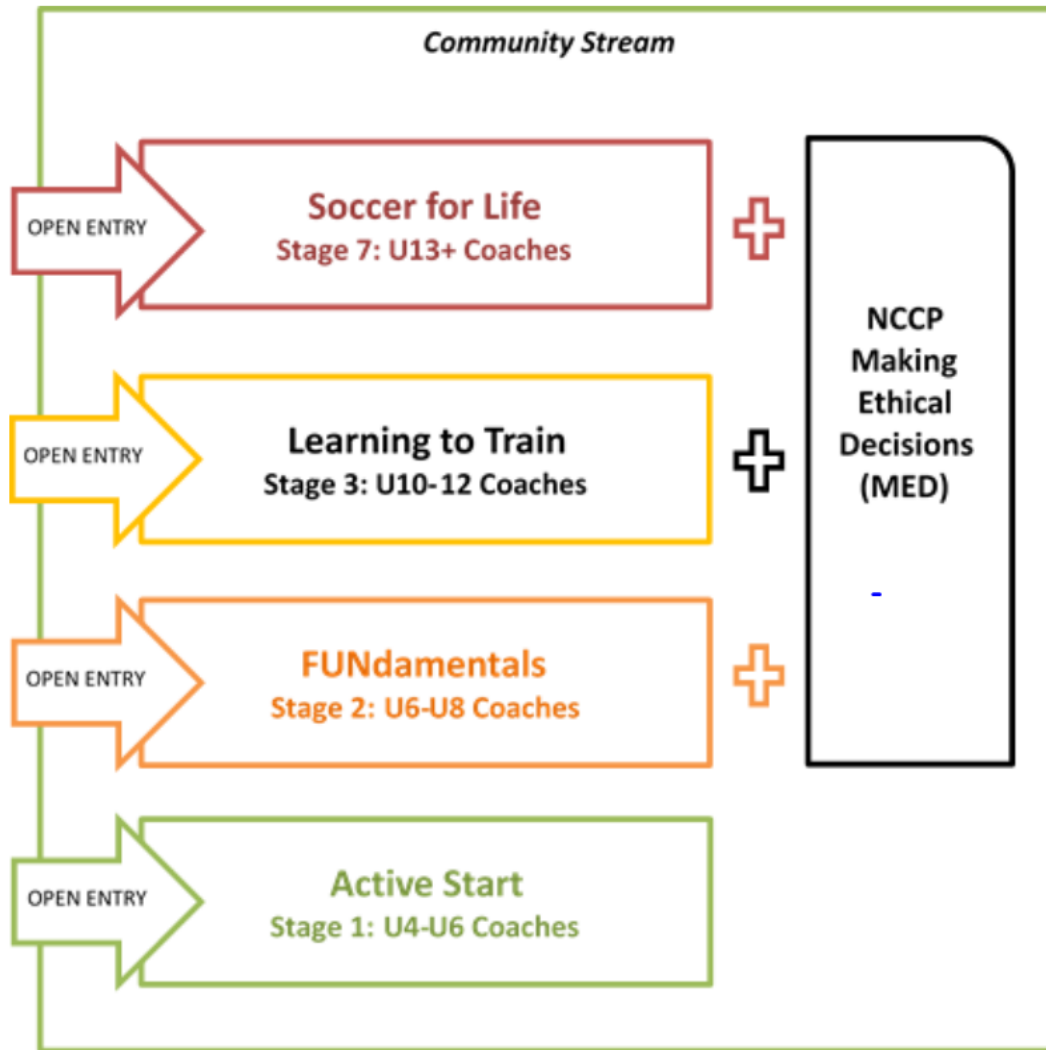 Community Stream
OPEN ENTRY
Soccer for Life
Stage 7: U13+ Coaches
OPEN ENTRY
Learning to Train
Stage 3: U10-12 Coaches
OPEN ENTRY
FUNdamentals
Stage 2: U6-U8 Coaches
OPEN ENTRY
Active Start
Stage 1: U4-U6 Coaches
NCCP
Making
Ethical
Decisions
(MED)
-